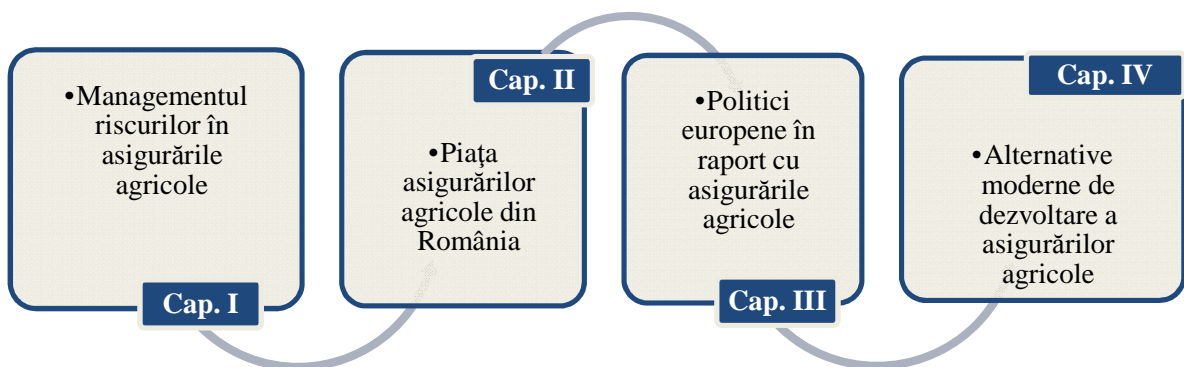 •Managementul
riscurilor în
asigurările
agricole
Cap. I
Cap. II
•Piaţa
asigurărilor
agricole din
România
•Politici
europene în
raport cu
asigurările
agricole
Cap. III
Cap. IV
•Alternative
moderne de
dezvoltare a
asigurărilor
agricole